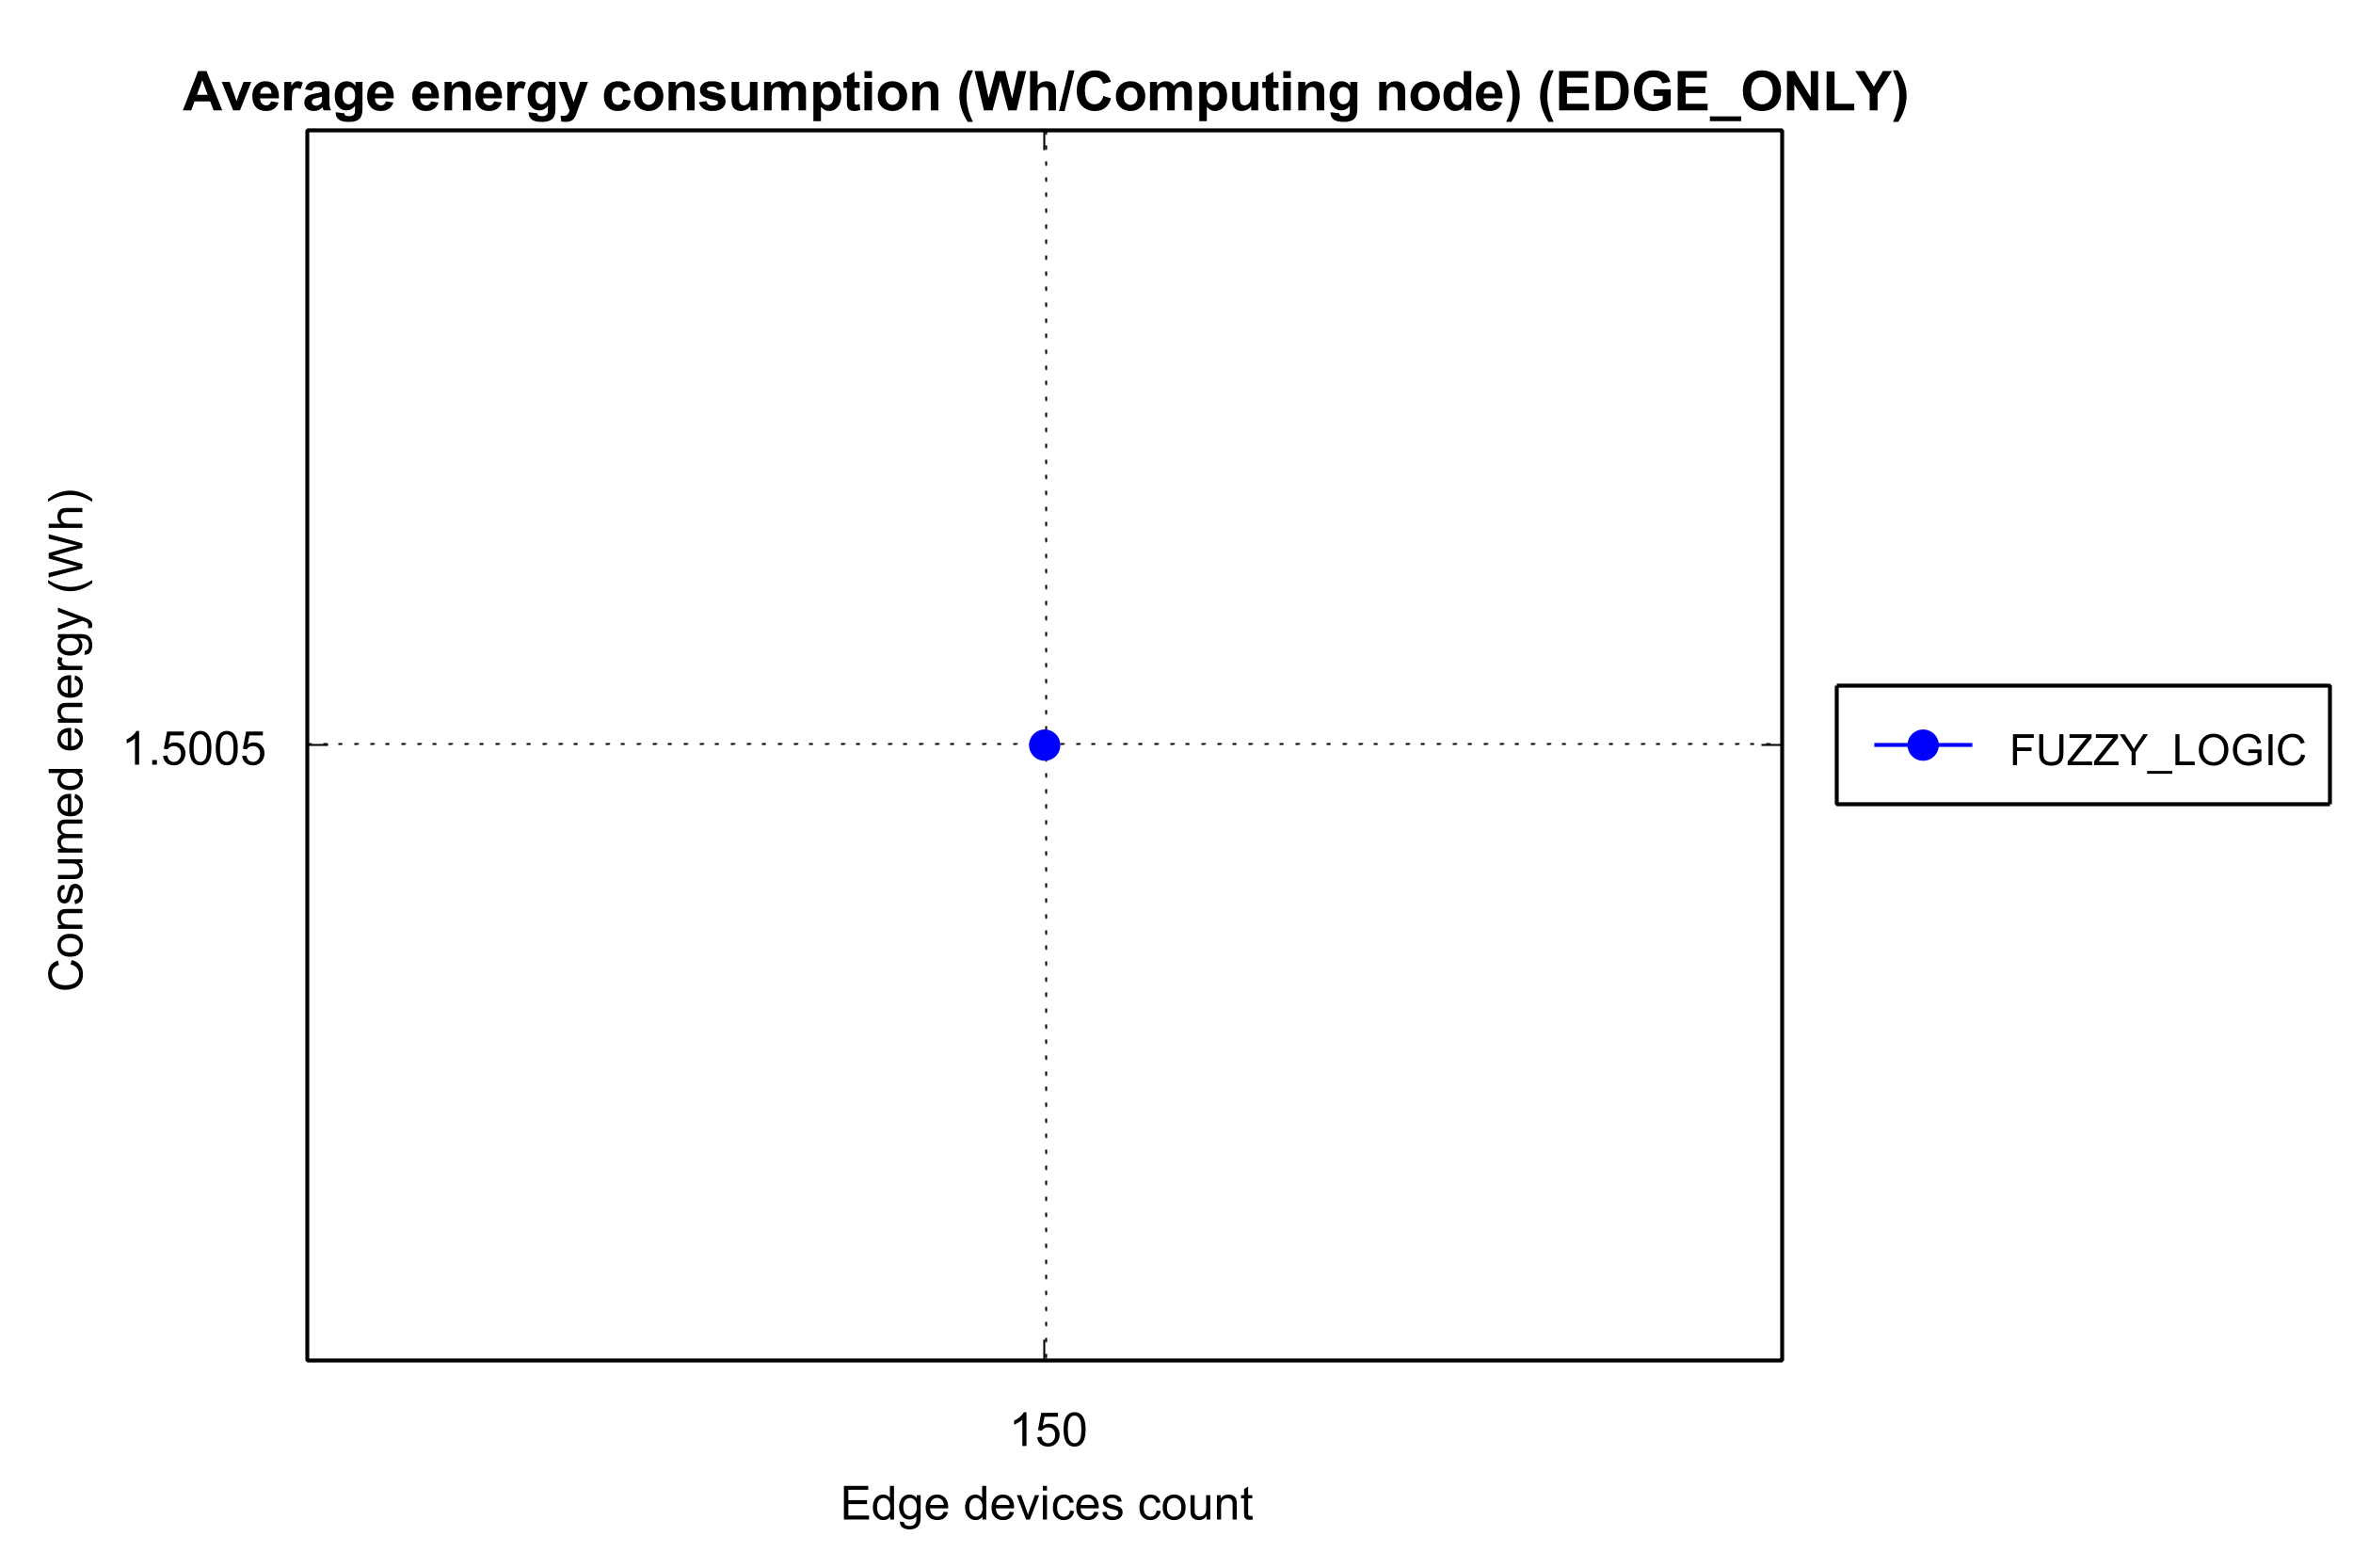 Average energy consumption (Wh/Computing node) (EDGE_ONLY)
Consumed energy (Wh)
1.5005
FUZZY_LOGIC
150
Edge devices count